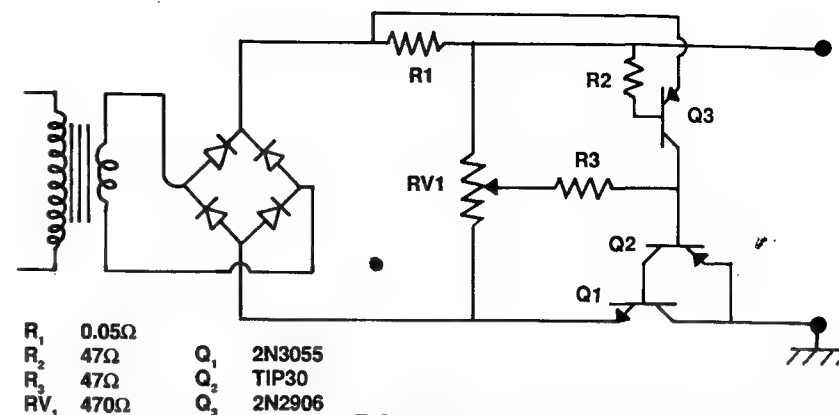 R1
R2
Q3
R3
RV1
Q2
Q1
R₁ 0.05Ω
R₂ 47Ω Q₁ 2N3055
R₃ 47Ω Q₂ TIP30
RV₁ 470Ω Q₃ 2N2906